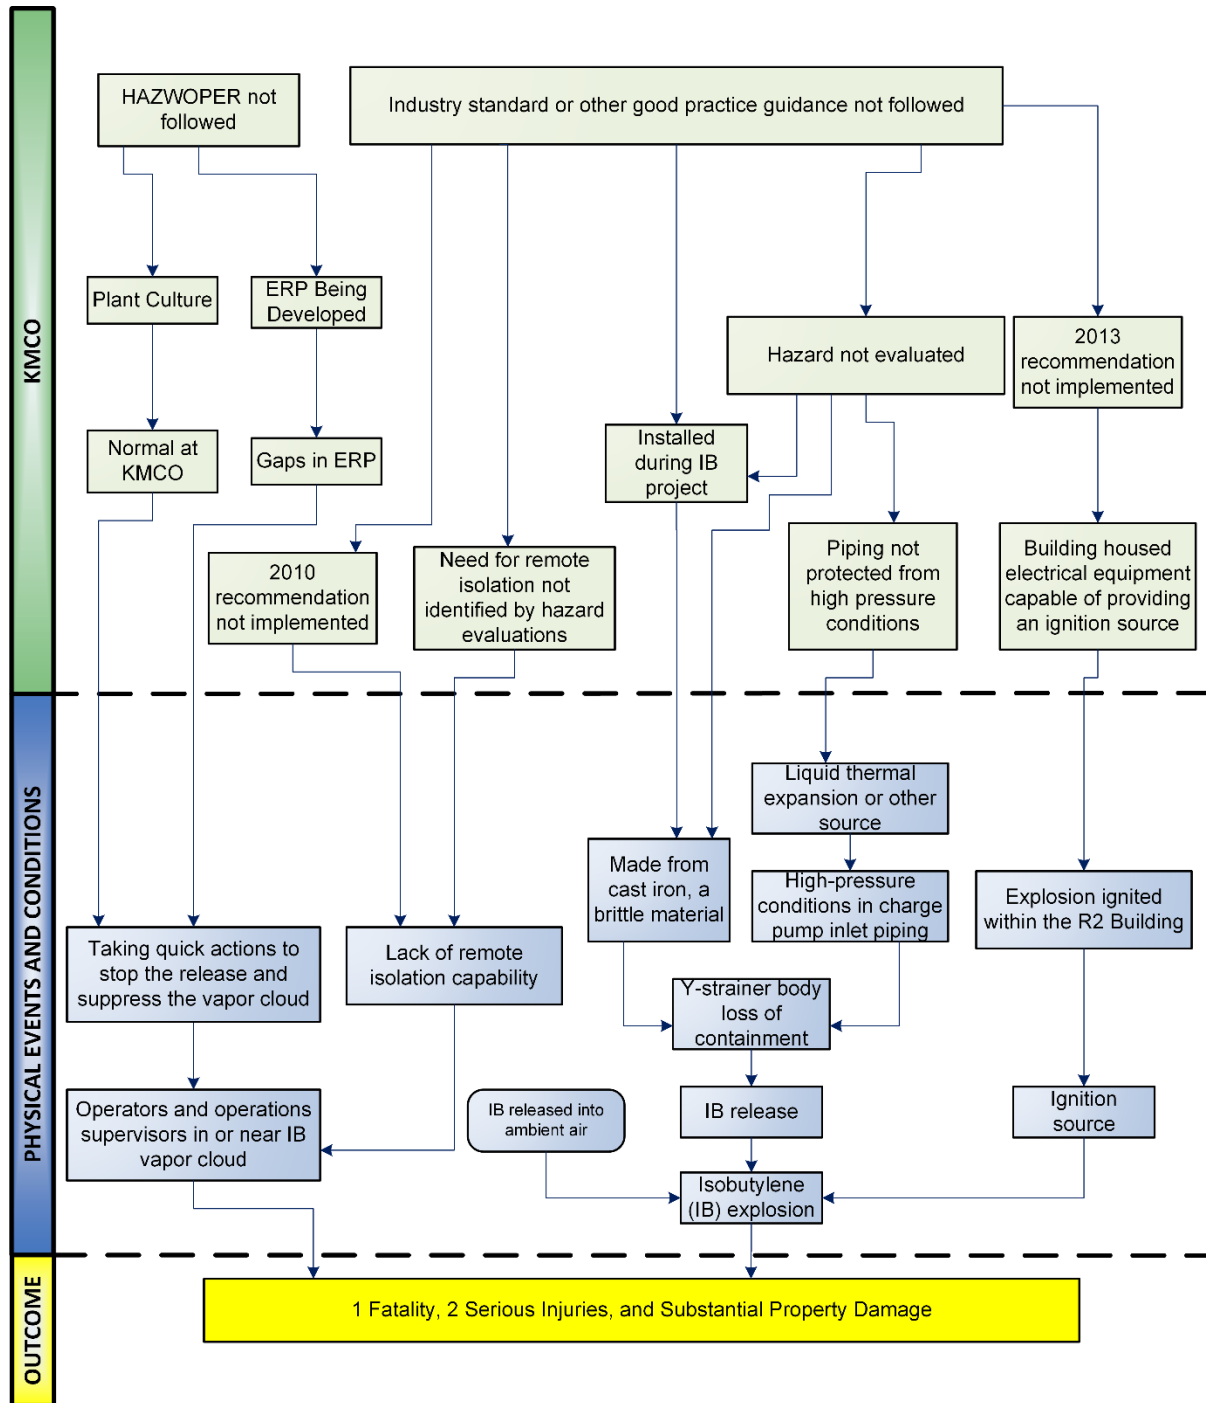 KMCO
HAZWOPER not
followed
Industry standard or other good practice guidance not followed
Plant Culture
ERP Being
Developed
Hazard not evaluated
2013
recommendation
not implemented
Normal at
KMCO
Gaps in ERP
Installed
during IB
project
2010
recommendation
not implemented
Need for remote
isolation not
identified by hazard
evaluations
Piping not
protected from
high pressure
conditions
Building housed
electrical equipment
capable of providing
an ignition source
PHYSICAL EVENTS AND CONDITIONS
Liquid thermal
expansion or other
source
Made from
cast iron, a
brittle material
High-pressure
conditions in charge
pump inlet piping
Explosion ignited
within the R2 Building
Taking quick actions to
stop the release and
suppress the vapor cloud
Lack of remote
isolation capability
Y-strainer body
loss of
containment
Operators and operations
supervisors in or near IB
vapor cloud
IB released into
ambient air
IB release
Ignition
source
Isobutylene
(IB) explosion
OUTCOME
1 Fatality, 2 Serious Injuries, and Substantial Property Damage